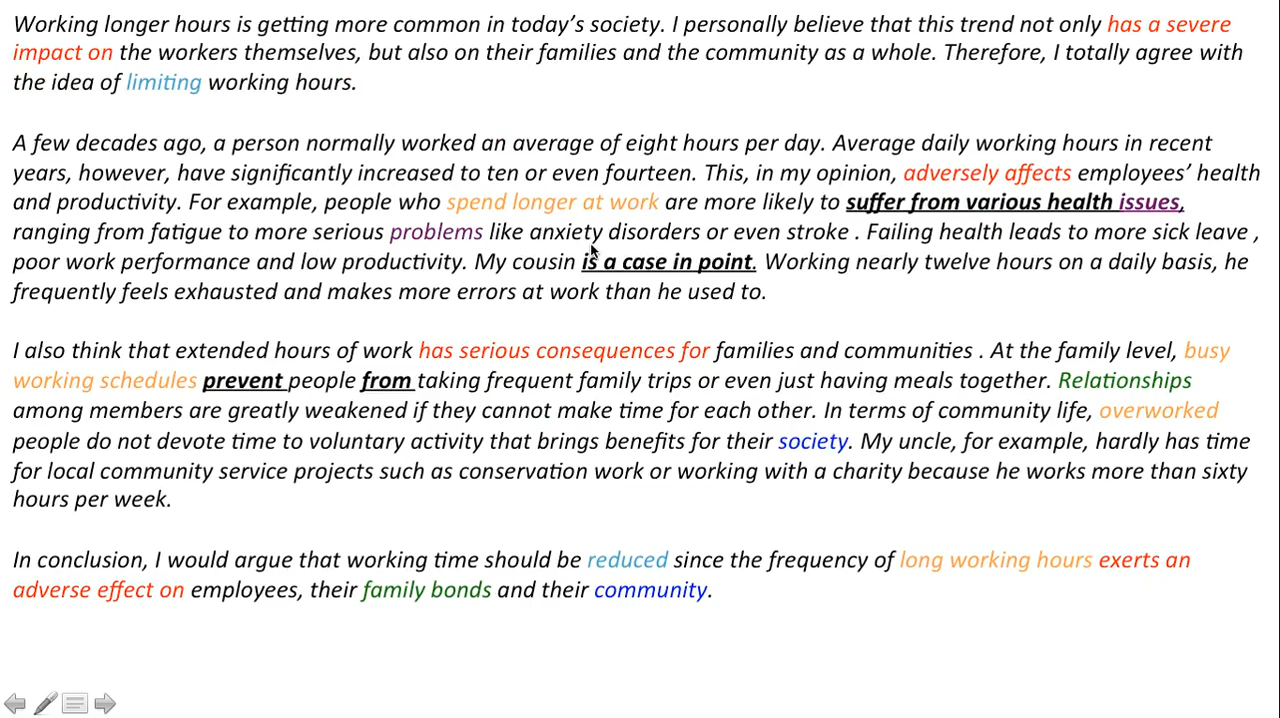 Working longer hours is getting more common in today's society. I personally believe that this trend not only has a severe
impact on the workers themselves, but also on their families and the community as a whole. Therefore, I totally agree with
the idea of limiting working hours.
A few decades ago, a person normally worked an average of eight hours per day. Average daily working hours in recent
years, however, have significantly increased to ten or even fourteen. This, in my opinion, adversely affects employees' health
and productivity. For example, people who spend longer at work are more likely to suffer from various health issues,
ranging from fatigue to more serious problems like anxiety disorders or even stroke . Failing health leads to more sick leave ,
poor work performance and low productivity. My cousin is a case in point. Working nearly twelve hours on a daily basis, he
frequently feels exhausted and makes more errors at work than he used to.
I also think that extended hours of work has serious consequences for families and communities . At the family level, busy
working schedules prevent people from taking frequent family trips or even just having meals together. Relationships
among members are greatly weakened if they cannot make time for each other. In terms of community life, overworked
people do not devote time to voluntary activity that brings benefits for their society. My uncle, for example, hardly has time
for local community service projects such as conservation work or working with a charity because he works more than sixty
hours per week.
In conclusion, I would argue that working time should be reduced since the frequency of long working hours exerts an
adverse effect on employees, their family bonds and their community.